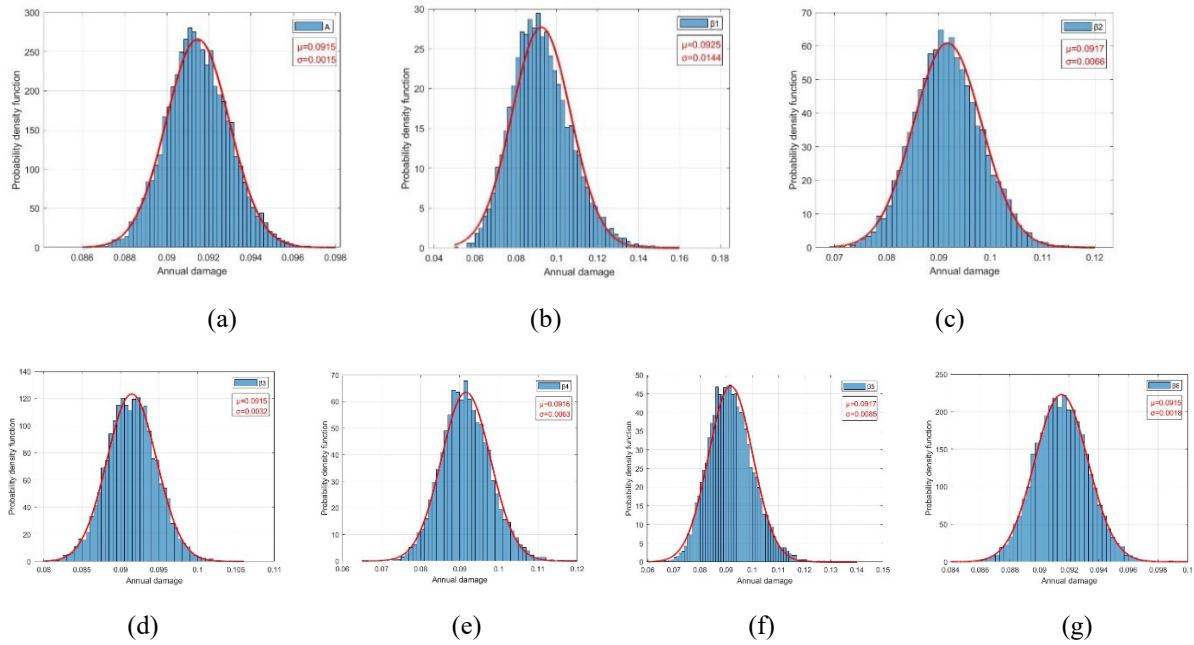 A
μ=0.0915
σ=0.0015
Probability density function
300
250
200
150
100
50
0
0.086 0.088 0.09 0.092 0.094 0.096 0.098
Annual damage
(a)
β1
μ=0.0925
σ=0.0144
Probability density function
30
25
20
15
10
5
0
0.04 0.06 0.08 0.1 0.12 0.14 0.16 0.18
Annual damage
(b)
β2
μ=0.0917
σ=0.0066
Probability density function
70
60
50
40
30
20
10
0
0.07 0.08 0.09 0.1 0.11 0.12
Annual damage
(c)
β3
μ=0.0915
σ=0.0032
Probability density function
140
120
100
80
60
40
20
0
0.08 0.085 0.09 0.095 0.1 0.105 0.11
Annual damage
(d)
β4
μ=0.0916
σ=0.0063
Probability density function
70
60
50
40
30
20
10
0
0.06 0.07 0.08 0.09 0.1 0.11 0.12
Annual damage
(e)
β5
μ=0.0917
σ=0.0085
Probability density function
50
45
40
35
30
25
20
15
10
5
0
0.06 0.07 0.08 0.09 0.1 0.11 0.12 0.13 0.14 0.15
Annual damage
(f)
β6
μ=0.0915
σ=0.0018
Probability density function
250
200
150
100
50
0
0.084 0.086 0.088 0.09 0.092 0.094 0.096 0.098 0.1
Annual damage
(g)